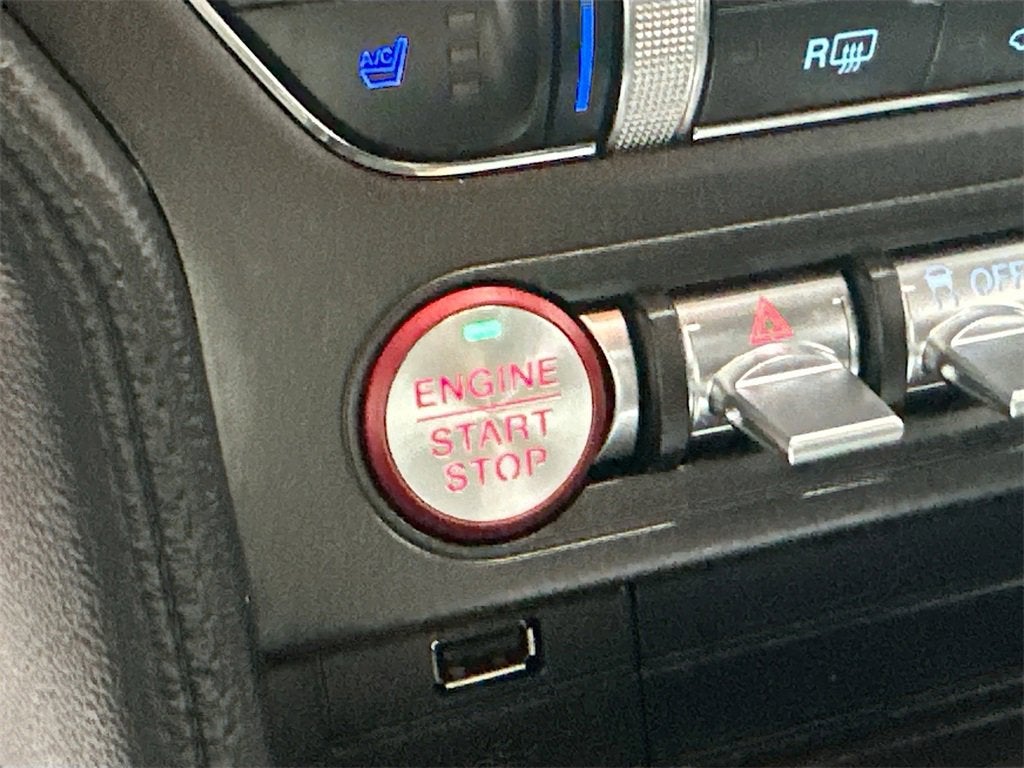 A/C
R
OFF
ENGINE
START
STOP